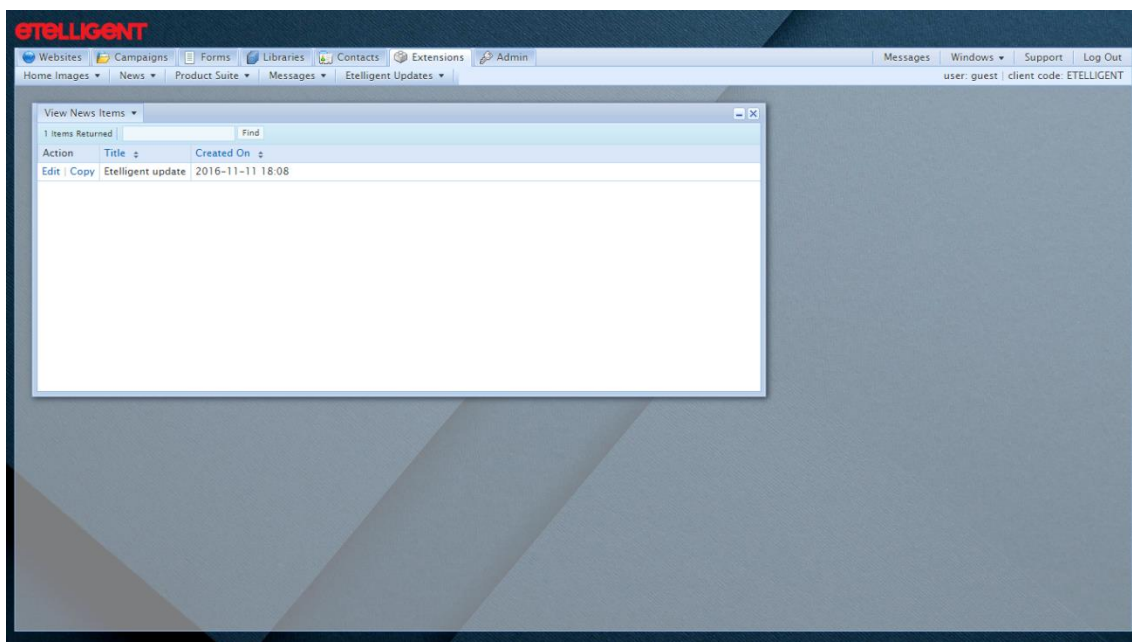 eTELLIGeNT
Websites Campaigns Forms Libraries Contacts Extensions Admin Messages Windows Support Log Out
Home Images News Product Suite Messages Etelligent Updates user: guest client code: ETELLIGENT
View News Items
1 Items Returned Find
Action Title Created On
Edit | Copy Etelligent update 2016-11-11 18:08